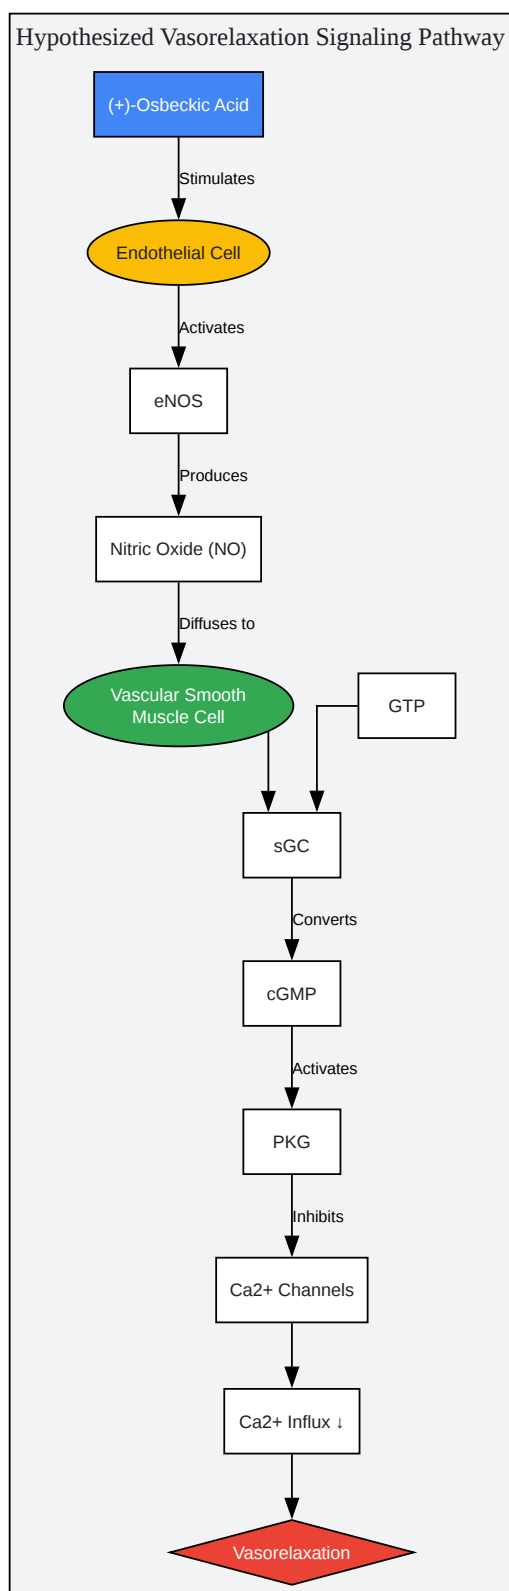 Hypothesized Vasorelaxation Signaling Pathway
(+)-Osbeckic Acid
Stimulates
Endothelial Cell
Activates
eNOS
Produces
Nitric Oxide (NO)
Diffuses to
Vascular Smooth
Muscle Cell
GTP
sGC
Converts
cGMP
Activates
PKG
Inhibits
Ca2+ Channels
Ca2+ Influx ↓
Vasorelaxation